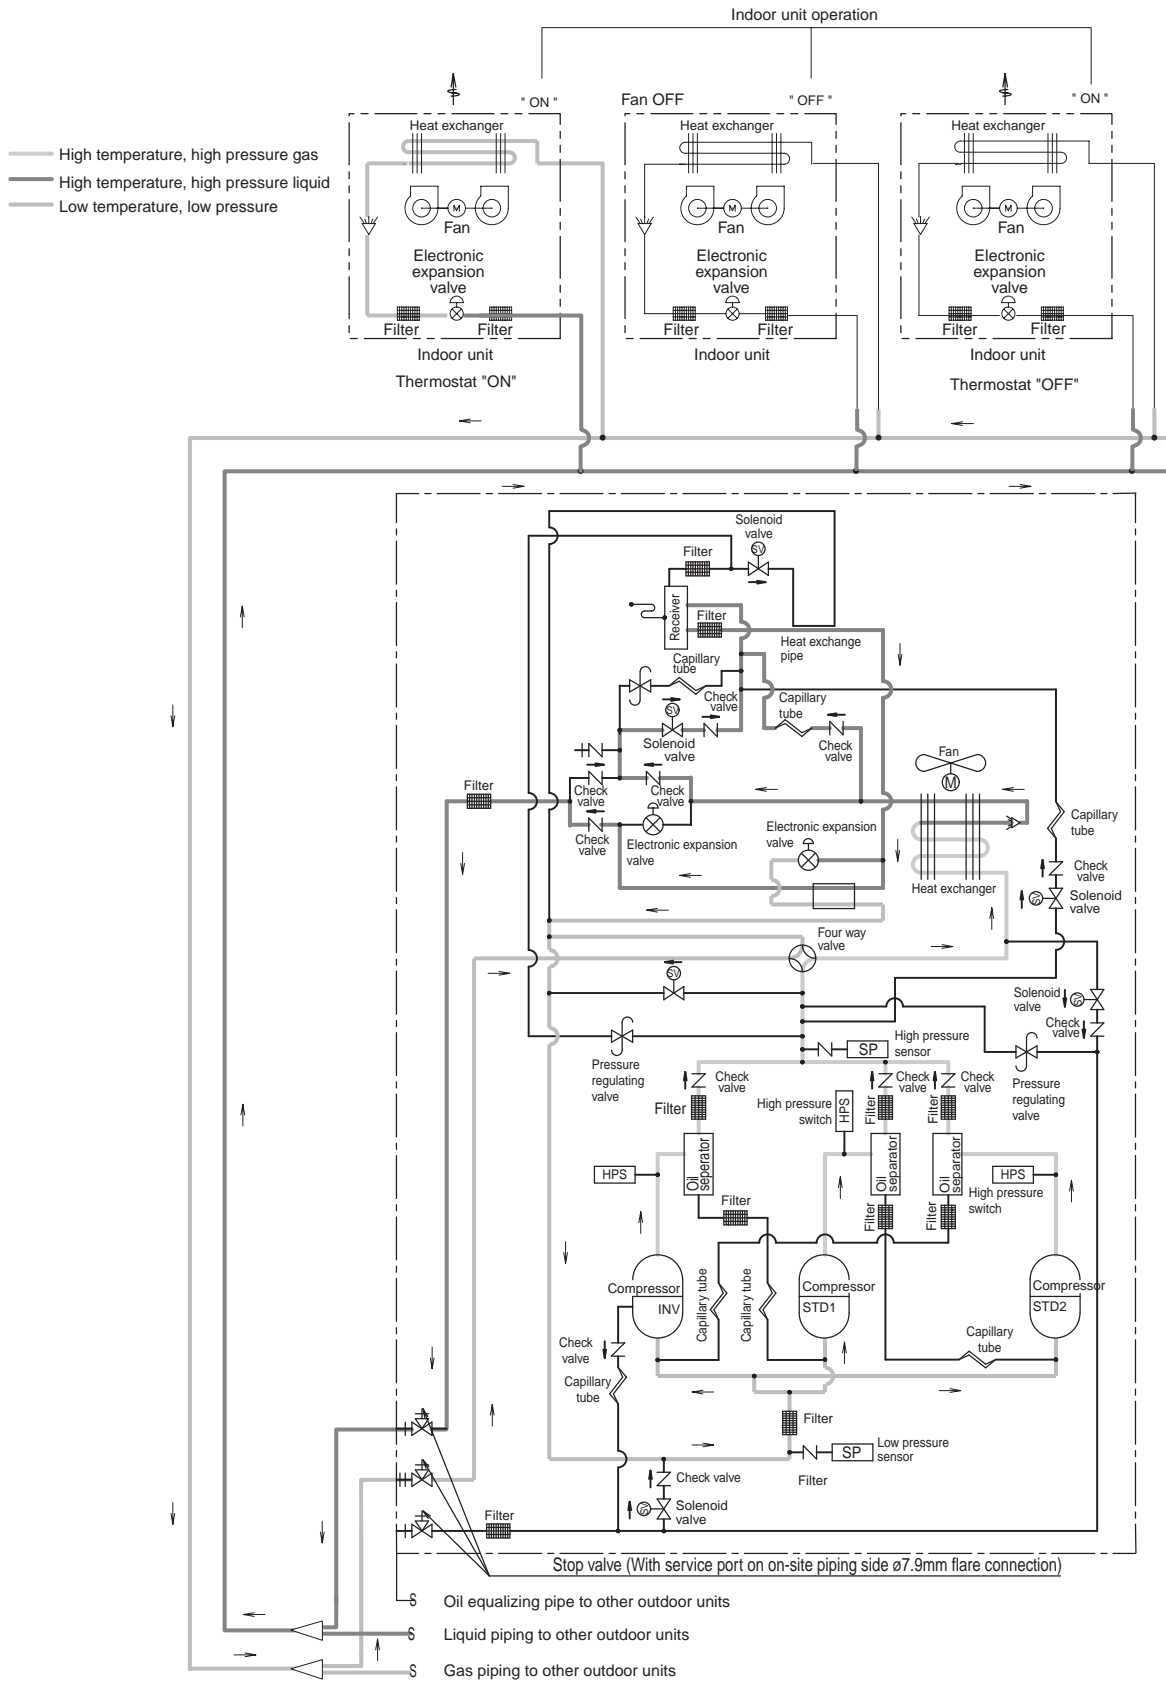 Indoor unit operation
" ON "
Fan OFF
" OFF "
" ON "
Heat exchanger
Heat exchanger
Heat exchanger
High temperature, high pressure gas
High temperature, high pressure liquid
Low temperature, low pressure
M
M
M
Fan
Fan
Fan
Electronic
expansion
valve
Electronic
expansion
valve
Electronic
expansion
valve
Filter
Filter
Filter
Filter
Filter
Filter
Indoor unit
Indoor unit
Indoor unit
Thermostat "ON"
Thermostat "OFF"
Solenoid
valve
SV
Filter
Receiver
Filter
Heat exchange
pipe
Capillary
tube
Check
valve
SV
Solenoid
valve
Capillary
tube
Check
valve
Fan
M
Filter
Check
valve
Check
valve
Check
valve
Electronic expansion
valve
Electronic expansion
valve
Heat exchanger
Capillary
tube
Check
valve
SV
Solenoid
valve
Four way
valve
SV
Solenoid
valve
SV
Check
valve
Pressure
regulating
valve
SP
High pressure
sensor
Pressure
regulating
valve
Check
valve
Check
valve
Check
valve
Filter
High pressure
switch
HPS
Filter
Filter
HPS
Oil
seperator
Oil
separator
Oil
separator
HPS
High pressure
switch
Filter
Filter
Filter
Compressor
INV
Capillary tube
Capillary tube
Compressor
STD1
Compressor
STD2
Check
valve
Capillary
tube
Capillary
tube
Filter
SP
Low pressure
sensor
Filter
Check valve
SV
Solenoid
valve
Filter
Stop valve (With service port on on-site piping side ø7.9mm flare connection)
S Oil equalizing pipe to other outdoor units
S Liquid piping to other outdoor units
S Gas piping to other outdoor units